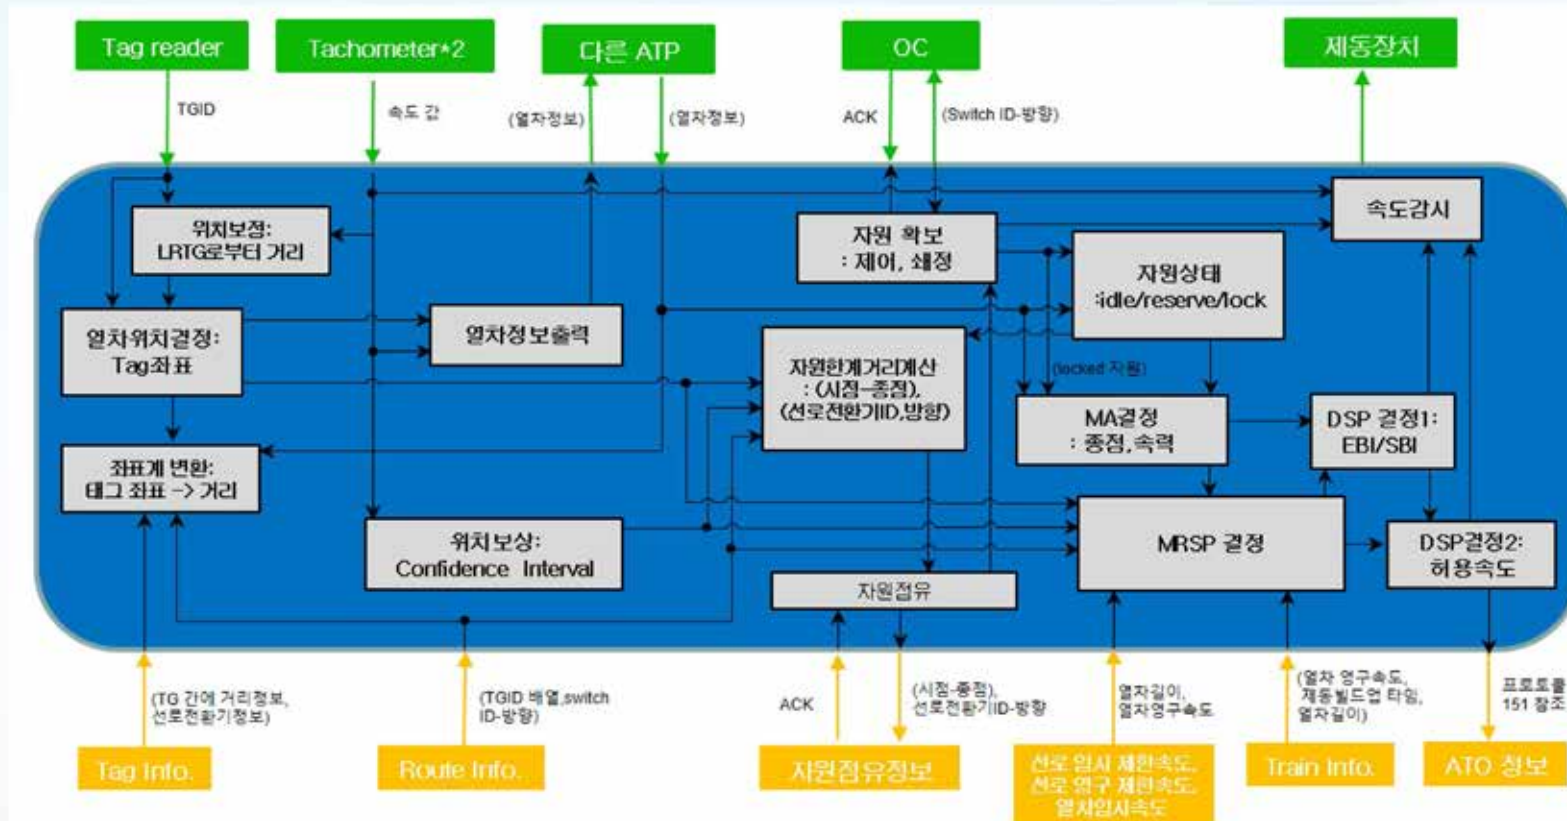 Tag reader
Tachometer*2
다른 ATP
OC
제동장치
TGID
속도 값
(열차정보)
(열차정보)
ACK
(Switch ID-방향)
위치보정:
LRTG로부터 거리
자원 확보
: 제어, 쇄정
속도감시
자원상태
:idle/reserve/lock
열차위치결정:
Tag좌표
열차정보출력
자원한계거리계산
: (시점-종점),
(선로전환기ID,방향)
(locked 자원)
MA결정
: 종점,속력
DSP 결정1:
EBI/SBI
좌표계 변환:
태그 좌표 -> 거리
위치보상:
Confidence Interval
MRSP 결정
DSP결정2:
허용속도
자원점유
(TG 간에 거리정보,
선로전환기정보)
(TGID 배열,switch
ID-방향)
ACK
(시점-종점),
선로전환기ID-방향
열차길이,
열차영구속도
(열차 영구속도,
제동빌드업 타임,
열차길이)
프로토콜
151 참조
Tag Info.
Route Info.
자원점유정보
선로 임시 제한속도,
선로 영구 제한속도,
열차임시속도
Train Info.
ATO 정보